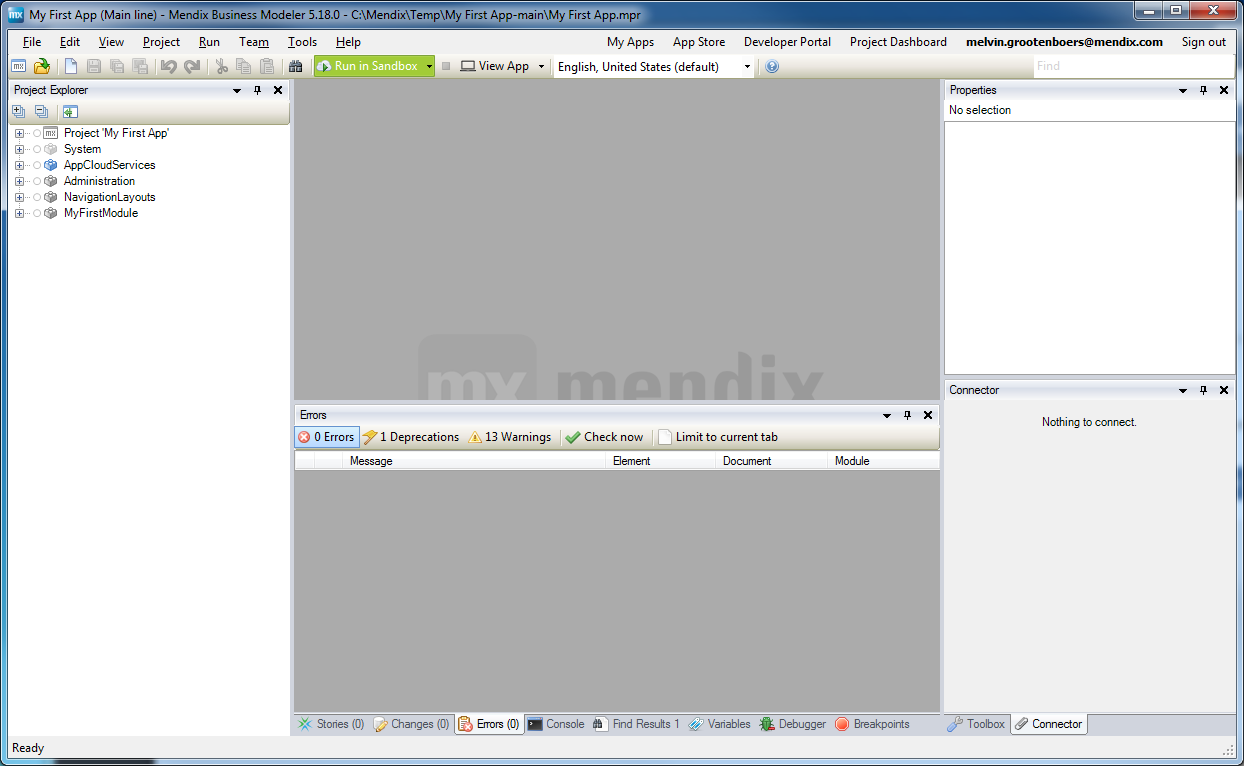 My First App (Main line) - Mendix Business Modeler 5.18.0 - C:\Mendix\Temp\My First App-main\My First App.mpr
File Edit View Project Run Team Tools Help My Apps App Store Developer Portal Project Dashboard melvin.grootenboers@mendix.com Sign out
Run in Sandbox View App English, United States (default) Find
Project Explorer
Project 'My First App'
System
AppCloudServices
Administration
NavigationLayouts
MyFirstModule
mx mendix
Errors
0 Errors 1 Deprecations 13 Warnings Check now Limit to current tab
Message Element Document Module
Stories (0) Changes (0) Errors (0) Console Find Results 1 Variables Debugger Breakpoints
Properties
No selection
Connector
Nothing to connect.
Toolbox Connector
Ready